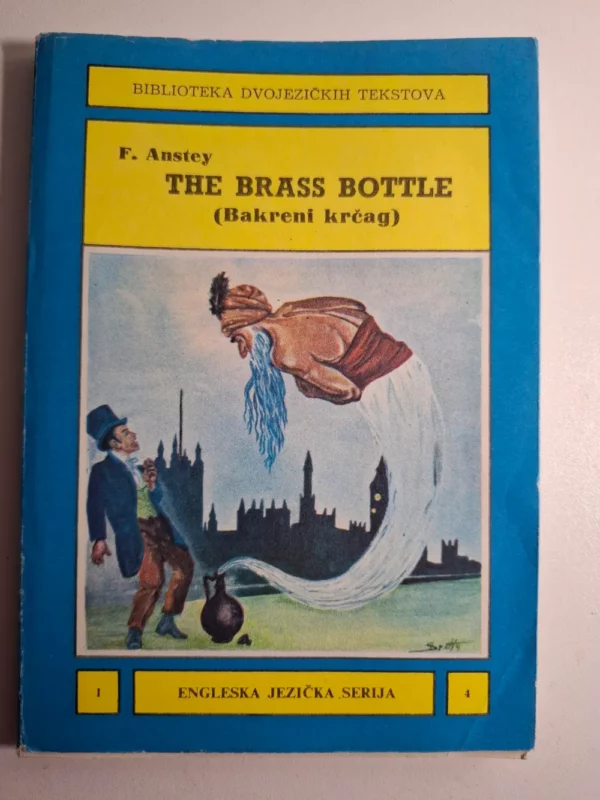 BIBLIOTEKA DVOJEZIČKIH TEKSTOVA
F. Anstey
THE BRASS BOTTLE
(Bakreni krčag)
1
ENGLESKA JEZIČKA SERIJA
4